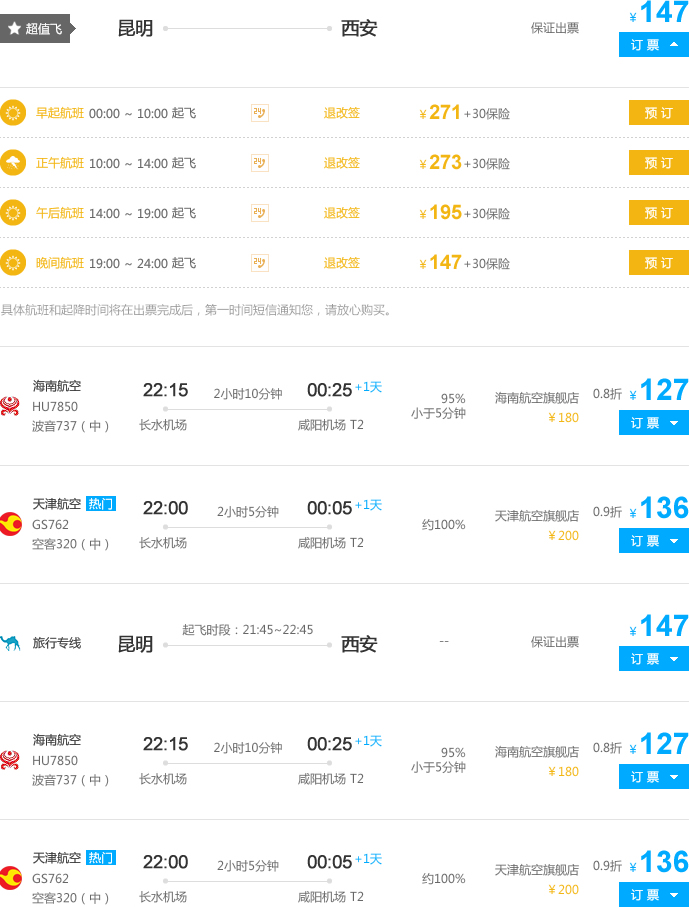 超值飞 昆明 西安 保证出票 ¥147
订 票
早起航班 00:00 ~ 10:00 起飞 24 退改签 ¥271+30保险 预 订
正午航班 10:00 ~ 14:00 起飞 24 退改签 ¥273+30保险 预 订
午后航班 14:00 ~ 19:00 起飞 24 退改签 ¥195+30保险 预 订
晚间航班 19:00 ~ 24:00 起飞 24 退改签 ¥147+30保险 预 订
具体航班和起降时间将在出票完成后，第一时间短信通知您，请放心购买。
海南航空 22:15 2小时10分钟 00:25 +1天 95% 海南航空旗舰店 0.8折 ¥127
HU7850 小于5分钟 ¥180 订 票
波音737（中） 长水机场 咸阳机场 T2
天津航空 热门 22:00 2小时5分钟 00:05 +1天 约100% 天津航空旗舰店 0.9折 ¥136
GS762 ¥200 订 票
空客320（中） 长水机场 咸阳机场 T2
起飞时段：21:45~22:45 ¥147
旅行专线 昆明 西安 -- 保证出票
订 票
海南航空 22:15 2小时10分钟 00:25 +1天 95% 海南航空旗舰店 0.8折 ¥127
HU7850 小于5分钟 ¥180 订 票
波音737（中） 长水机场 咸阳机场 T2
天津航空 热门 22:00 2小时5分钟 00:05 +1天 约100% 天津航空旗舰店 0.9折 ¥136
GS762 ¥200 订 票
空客320（中） 长水机场 咸阳机场 T2